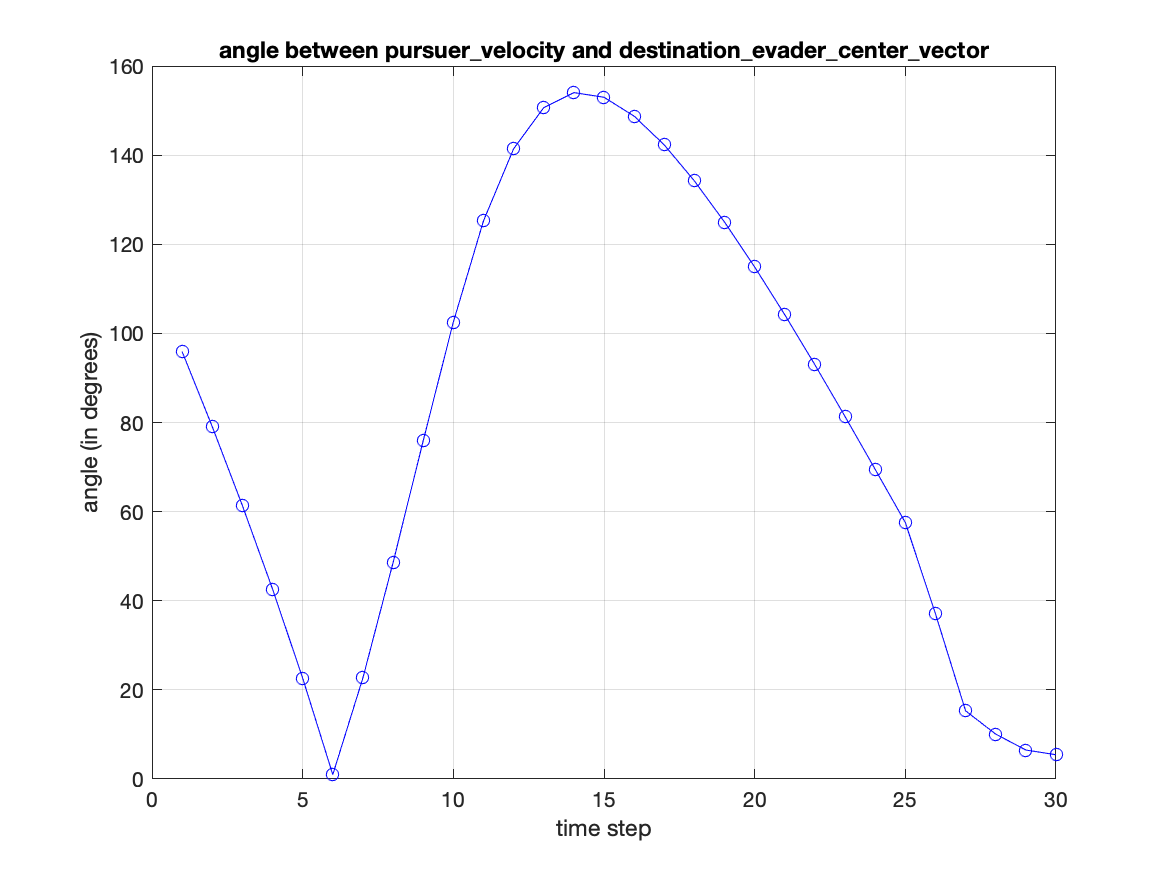 angle between pursuer_velocity and destination_evader_center_vector
160
140
120
100
80
60
40
20
0
angle (in degrees)
0 5 10 15 20 25 30
time step